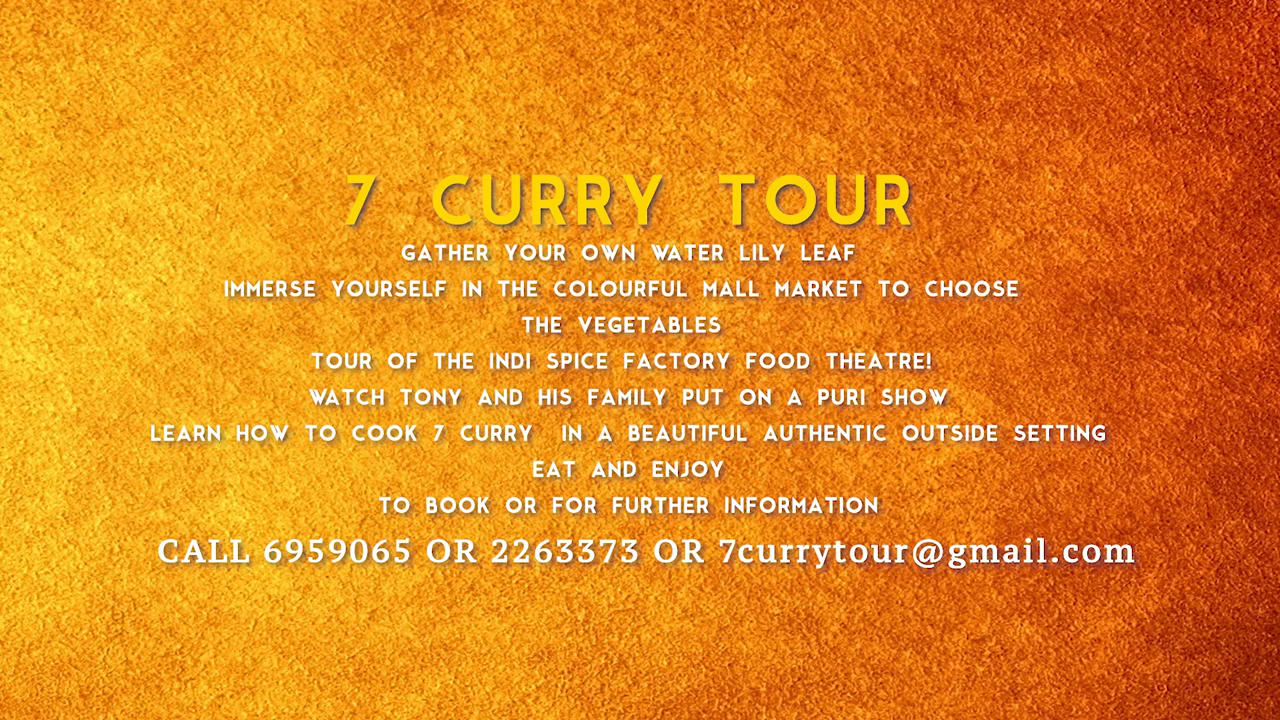 7 CURRY TOUR
GATHER YOUR OWN WATER LILY LEAF
IMMERSE YOURSELF IN THE COLOURFUL MALL MARKET TO CHOOSE
THE VEGETABLES
TOUR OF THE INDI SPICE FACTORY FOOD THEATRE!
WATCH TONY AND HIS FAMILY PUT ON A PURI SHOW
LEARN HOW TO COOK 7 CURRY IN A BEAUTIFUL AUTHENTIC OUTSIDE SETTING
EAT AND ENJOY
TO BOOK OR FOR FURTHER INFORMATION
CALL 6959065 OR 2263373 OR 7currytour@gmail.com